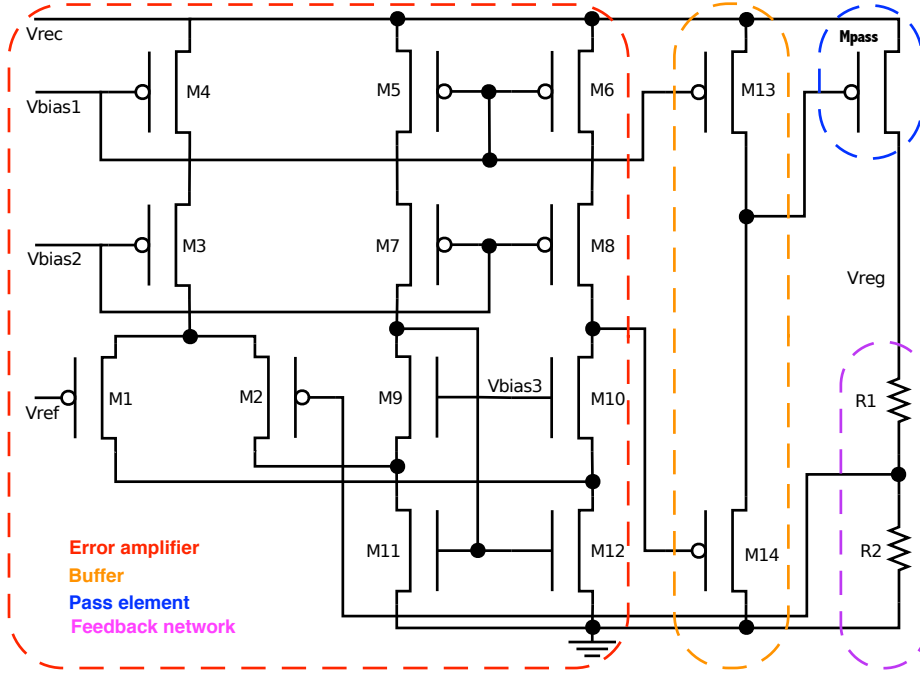 Vrec
Mpass
M4
M5
M6
M13
Vbias1
M3
M7
M8
Vbias2
Vreg
Vbias3
M1
M2
M9
M10
R1
Vref
M11
M12
M14
R2
Error amplifier
Buffer
Pass element
Feedback network